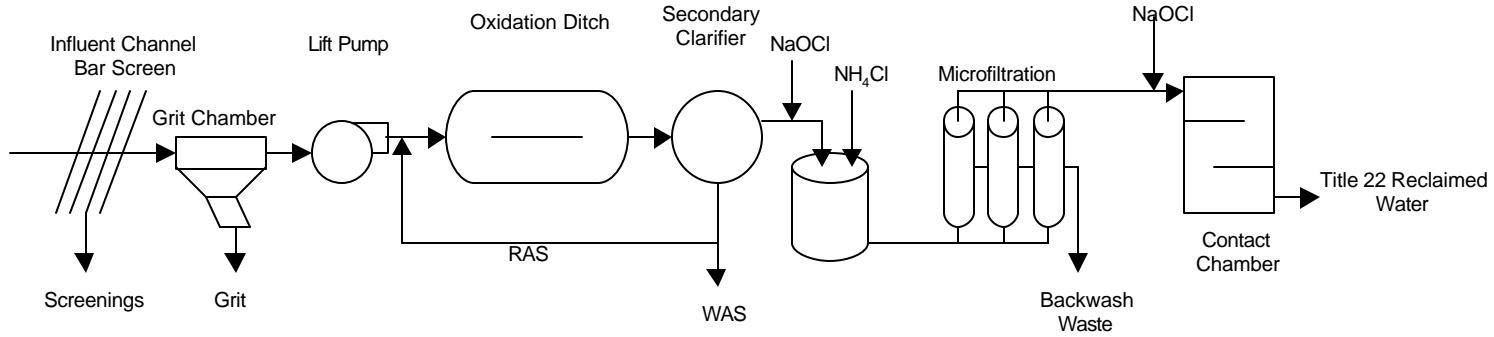 Influent Channel
Bar Screen
Grit Chamber
Lift Pump
Oxidation Ditch
Secondary
Clarifier
NaOCl
NH₄Cl
Microfiltration
NaOCl
Title 22 Reclaimed
Water
Contact
Chamber
RAS
Screenings
Grit
WAS
Backwash
Waste